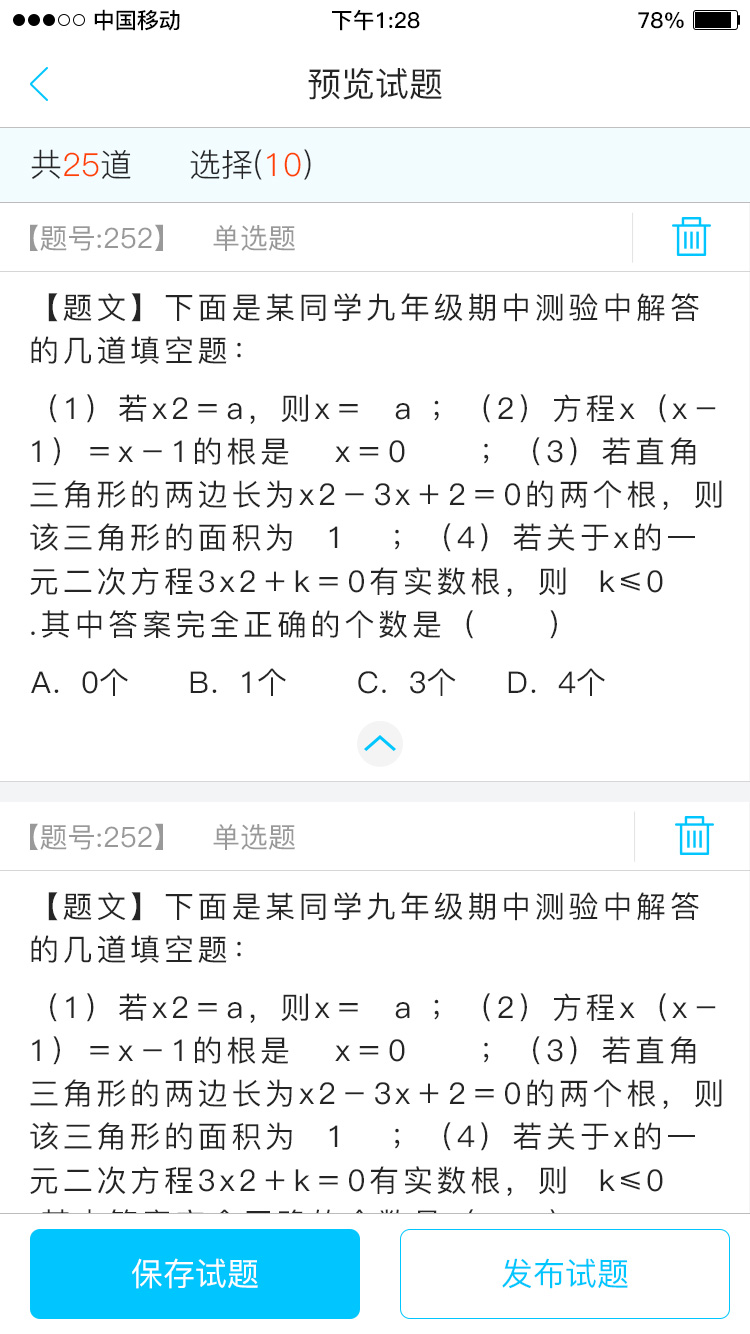 中国移动 下午1:28 78%
预览试题
共25道 选择(10)
【题号:252】 单选题
【题文】下面是某同学九年级期中测验中解答
的几道填空题：
（1）若x2＝a，则x＝ a ；（2）方程x（x－
1）＝x－1的根是 x＝0 ；（3）若直角
三角形的两边长为x2－3x＋2＝0的两个根，则
该三角形的面积为 1 ；（4）若关于x的一
元二次方程3x2＋k＝0有实数根，则 k≤0
.其中答案完全正确的个数是（ ）
A．0个 B．1个 C．3个 D．4个
【题号:252】 单选题
【题文】下面是某同学九年级期中测验中解答
的几道填空题：
（1）若x2＝a，则x＝ a ；（2）方程x（x－
1）＝x－1的根是 x＝0 ；（3）若直角
三角形的两边长为x2－3x＋2＝0的两个根，则
该三角形的面积为 1 ；（4）若关于x的一
元二次方程3x2＋k＝0有实数根，则 k≤0
保存试题 发布试题